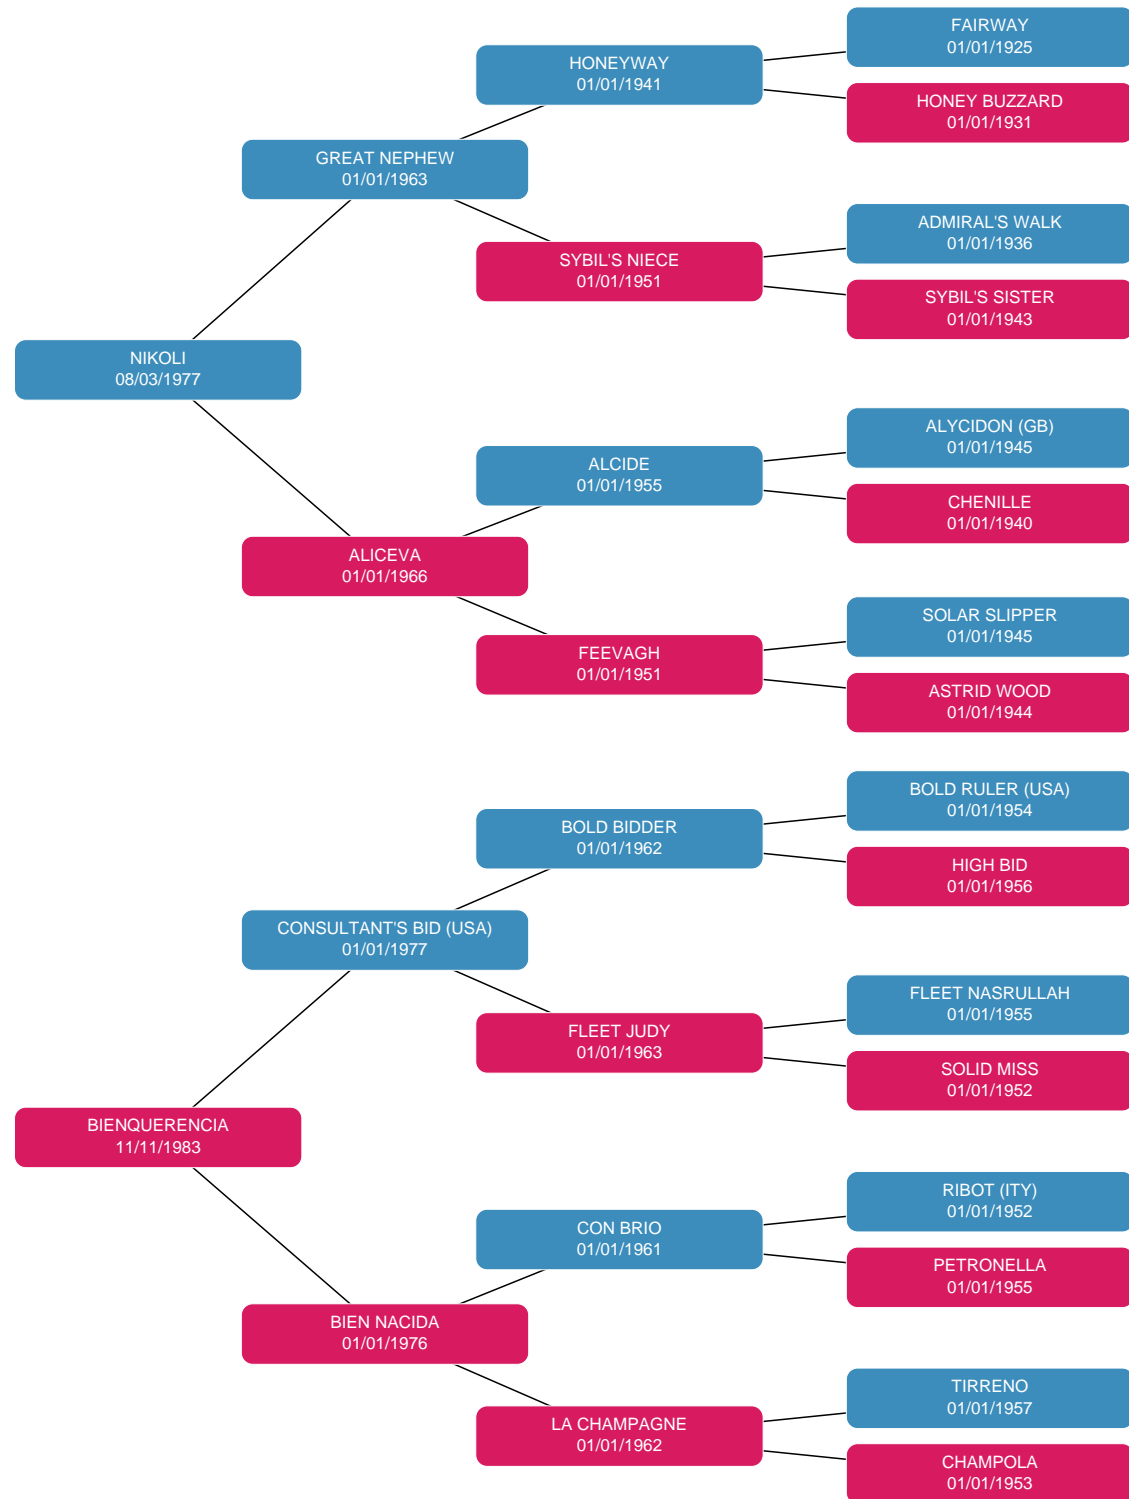 FAIRWAY
01/01/1925
HONEYWAY
01/01/1941
HONEY BUZZARD
01/01/1931
GREAT NEPHEW
01/01/1963
ADMIRAL'S WALK
01/01/1936
SYBIL'S NIECE
01/01/1951
SYBIL'S SISTER
01/01/1943
NIKOLI
08/03/1977
ALYCIDON (GB)
01/01/1945
ALCIDE
01/01/1955
CHENILLE
01/01/1940
ALICEVA
01/01/1966
SOLAR SLIPPER
01/01/1945
FEEVAGH
01/01/1951
ASTRID WOOD
01/01/1944
BOLD RULER (USA)
01/01/1954
BOLD BIDDER
01/01/1962
HIGH BID
01/01/1956
CONSULTANT'S BID (USA)
01/01/1977
FLEET NASRULLAH
01/01/1955
FLEET JUDY
01/01/1963
SOLID MISS
01/01/1952
BIENQUERENCIA
11/11/1983
RIBOT (ITY)
01/01/1952
CON BRIO
01/01/1961
PETRONELLA
01/01/1955
BIEN NACIDA
01/01/1976
TIRRENO
01/01/1957
LA CHAMPAGNE
01/01/1962
CHAMPOLA
01/01/1953